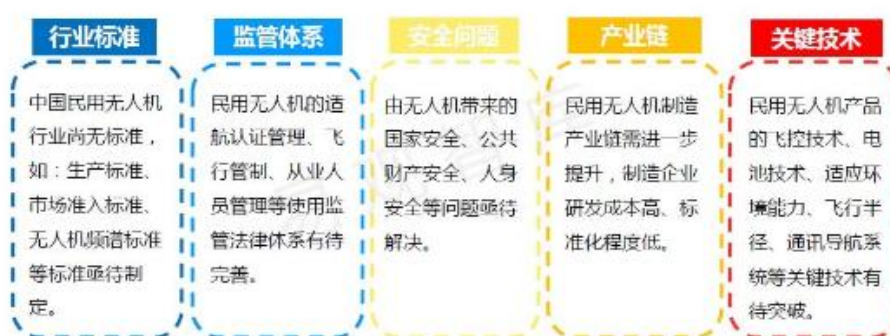 行业标准
中国民用无人机
行业尚无标准，
如：生产标准、
市场准入标准、
无人机频谱标准
等标准亟待制
定。
监管体系
民用无人机的适
航认证管理、飞
行管制、从业人
员管理等使用监
管法律体系有待
完善。
安全问题
由无人机带来的
国家安全、公共
财产安全、人身
安全等问题亟待
解决。
产业链
民用无人机制造
产业链需进一步
提升，制造企业
研发成本高、标
准化程度低。
关键技术
民用无人机产品
的飞控技术、电
池技术、适应环
境能力、飞行半
径、通讯导航系
统等关键技术有
待突破。